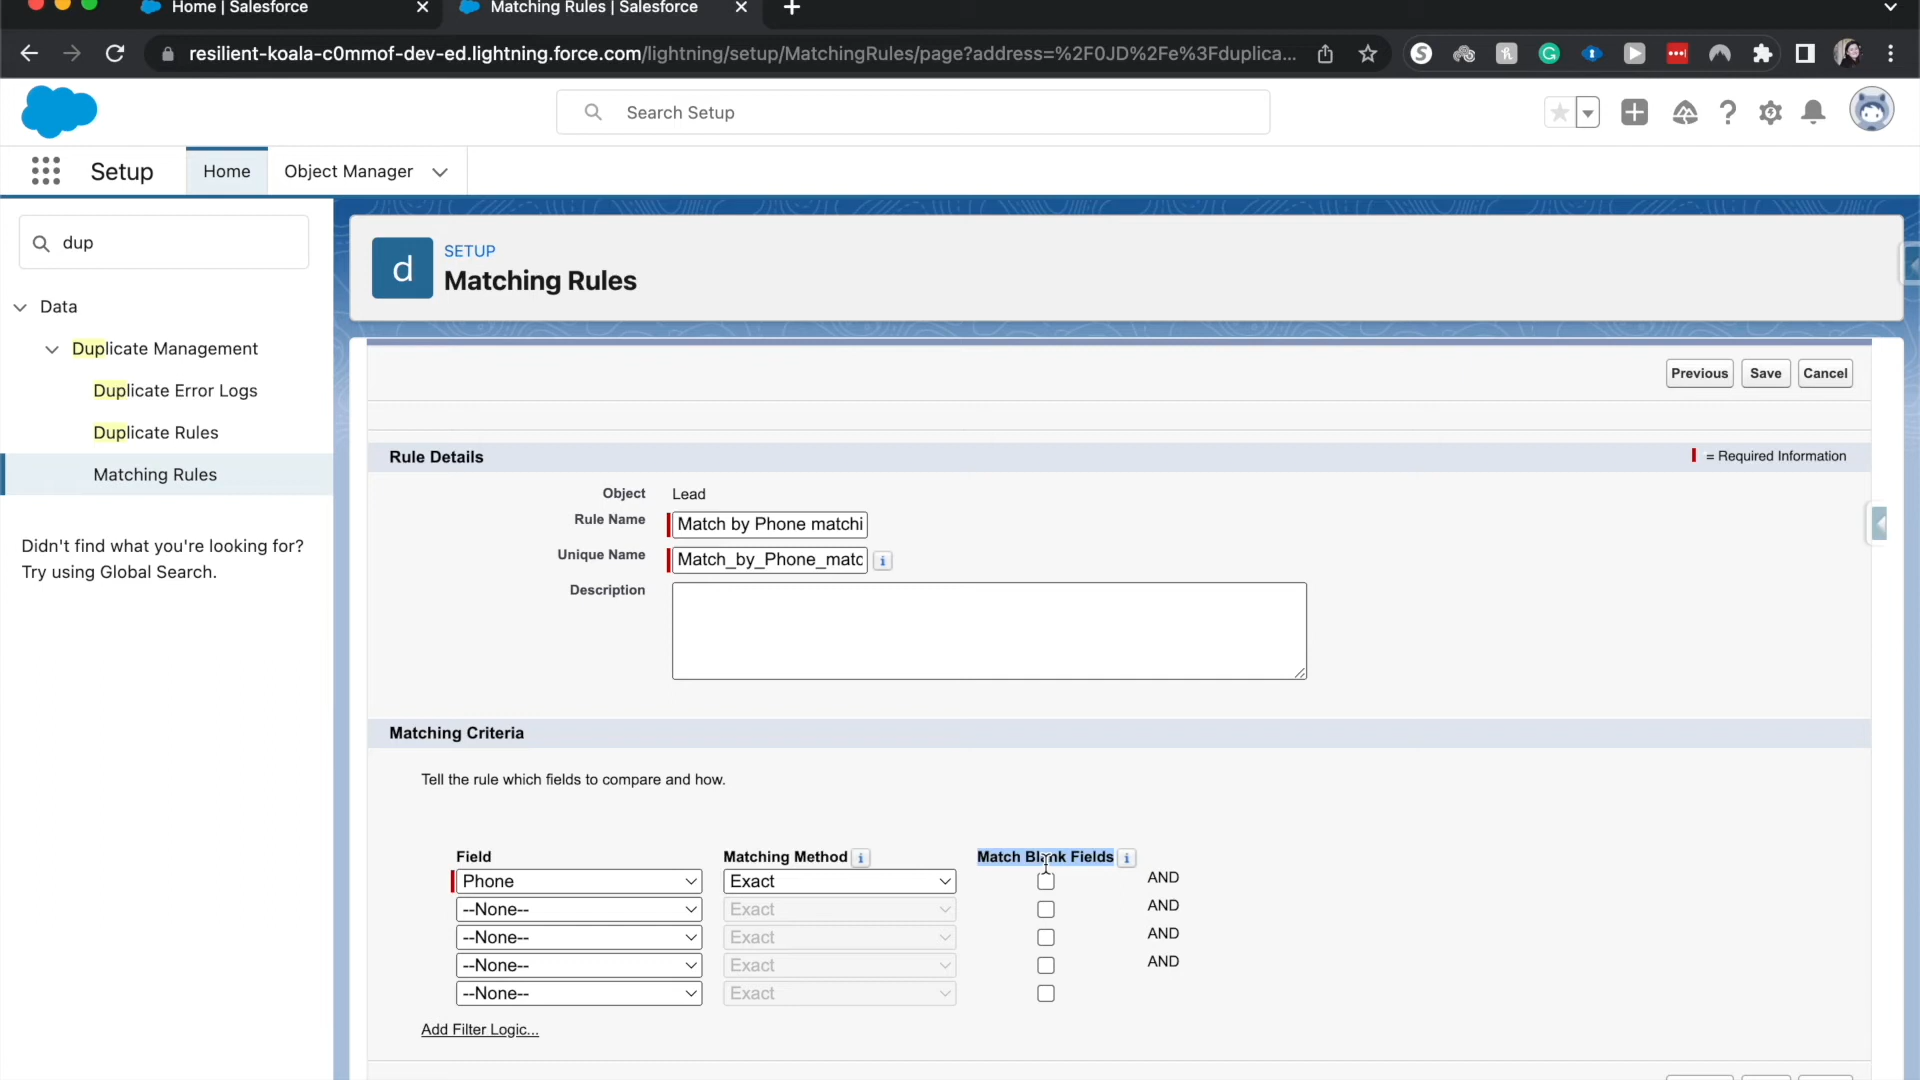 Home | Salesforce
Matching Rules | Salesforce
resilient-koala-c0mmof-dev-ed.lightning.force.com/lightning/setup/MatchingRules/page?address=%2F0JD%2Fe%3Fduplica...
Search Setup
Setup
Home
Object Manager
dup
Data
Duplicate Management
Duplicate Error Logs
Duplicate Rules
Matching Rules
Didn't find what you're looking for?
Try using Global Search.
d
SETUP
Matching Rules
Previous Save Cancel
Rule Details
= Required Information
Object Lead
Rule Name Match by Phone matchi
Unique Name Match_by_Phone_matc
Description
Matching Criteria
Tell the rule which fields to compare and how.
Field Matching Method Match Blank Fields
Phone Exact AND
--None-- Exact AND
--None-- Exact AND
--None-- Exact AND
--None-- Exact
Add Filter Logic...